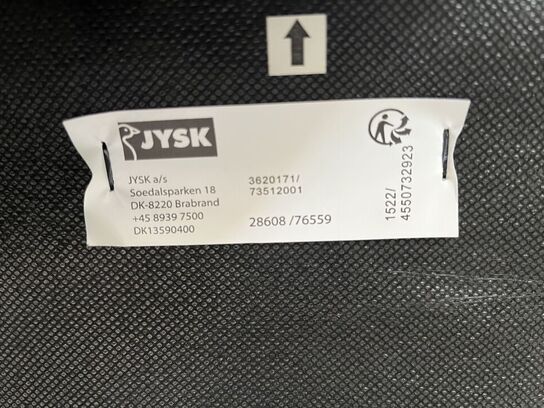 JYSK
JYSK a/s
Soedalsparken 18
DK-8220 Brabrand
+45 8939 7500
DK13590400
3620171/
73512001
28608 /76559
1522/
4550732923